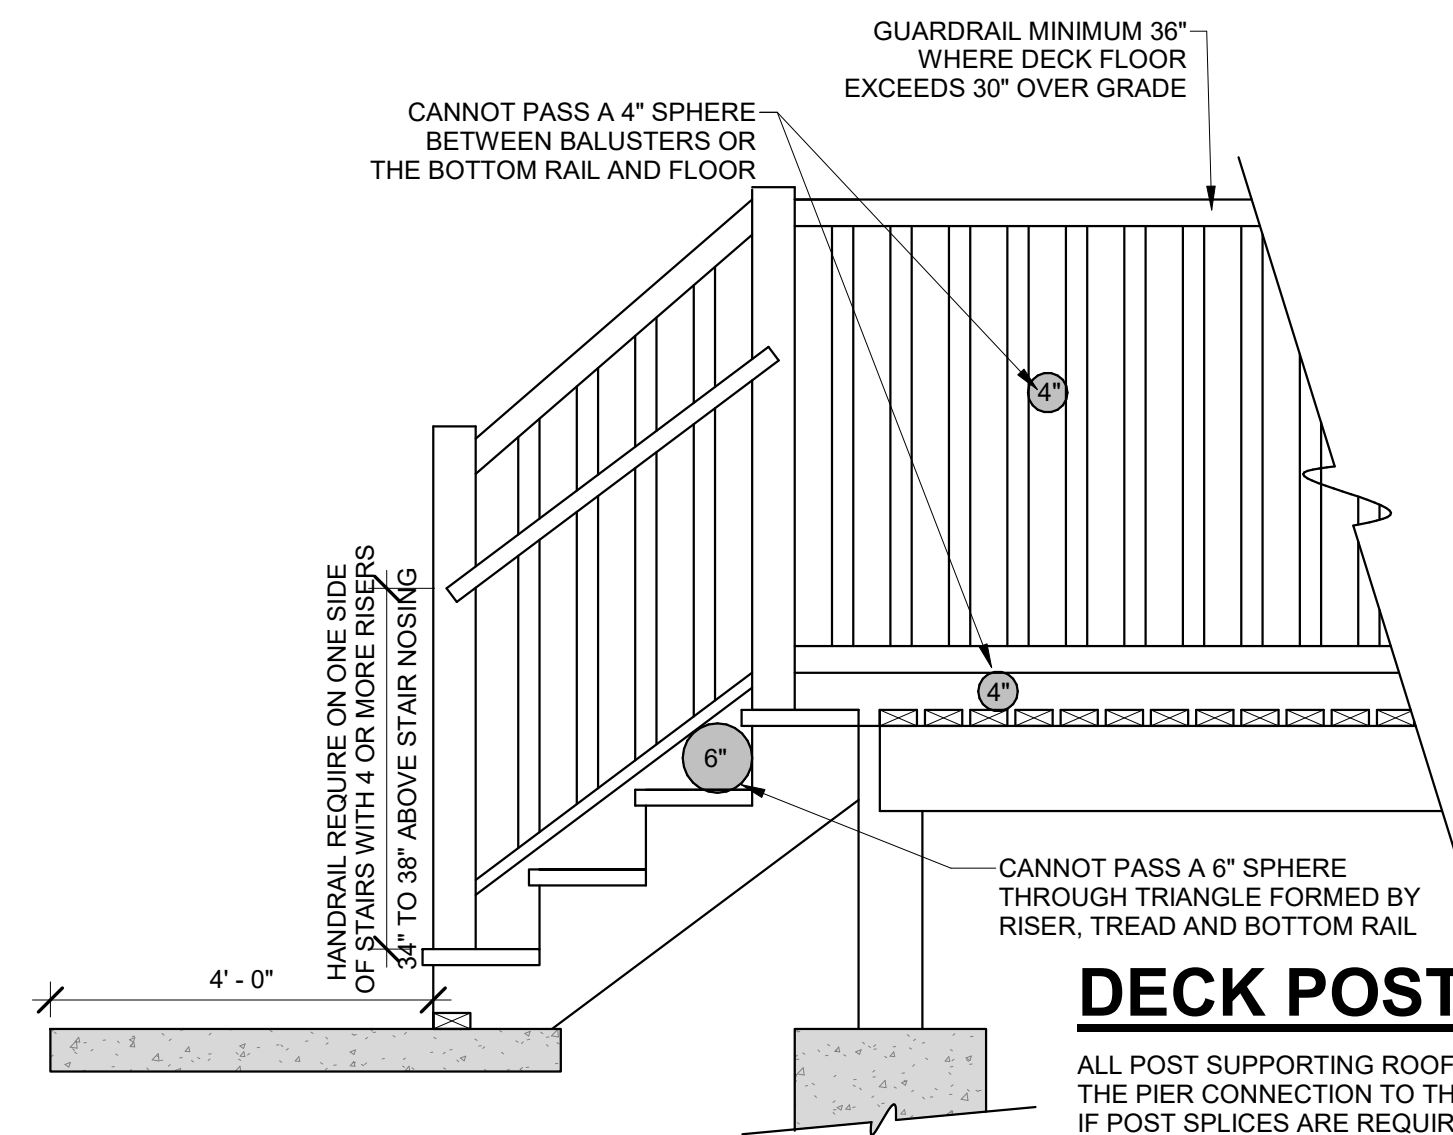 GUARDRAIL MINIMUM 36"
WHERE DECK FLOOR
EXCEEDS 30" OVER GRADE
CANNOT PASS A 4" SPHERE
BETWEEN BALUSTERS OR
THE BOTTOM RAIL AND FLOOR
4"
4"
6"
HANDRAIL REQUIRE ON ONE SIDE
OF STAIRS WITH 4 OR MORE RISERS
34" TO 38" ABOVE STAIR NOSING
CANNOT PASS A 6" SPHERE
THROUGH TRIANGLE FORMED BY
RISER, TREAD AND BOTTOM RAIL
4' - 0"
DECK POST
ALL POST SUPPORTING ROOF
THE PIER CONNECTION TO TH
IF POST SPLICES ARE REQUIR